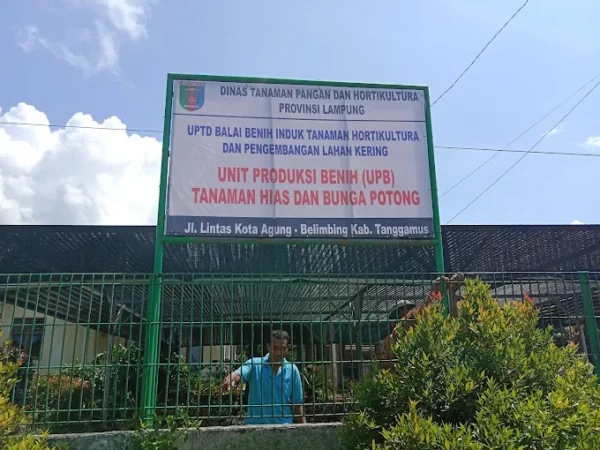 DINAS TANAMAN PANGAN DAN HORTIKULTURA
PROVINSI LAMPUNG
UPTD BALAI BENIH INDUK TANAMAN HORTIKULTURA
DAN PENGEMBANGAN LAHAN KERING
UNIT PRODUKSI BENIH (UPB)
TANAMAN HIAS DAN BUNGA POTONG
Jl. Lintas Kota Agung - Belimbing Kab. Tanggamus